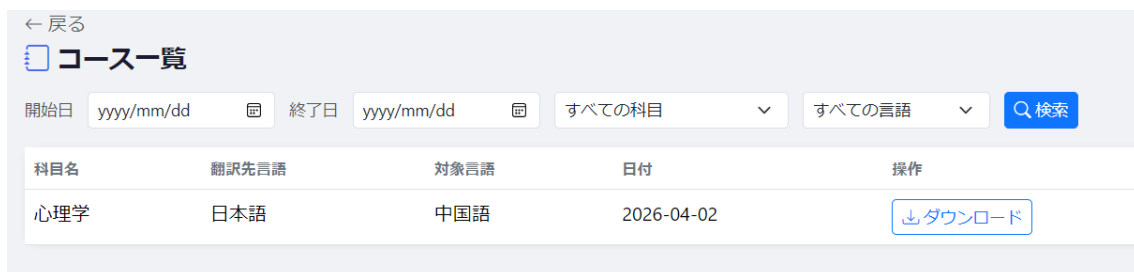 ← 戻る
コース一覧
開始日 yyyy/mm/dd 終了日 yyyy/mm/dd すべての科目 すべての言語 検索
科目名 翻訳先言語 対象言語 日付 操作
心理学 日本語 中国語 2026-04-02 ダウンロード